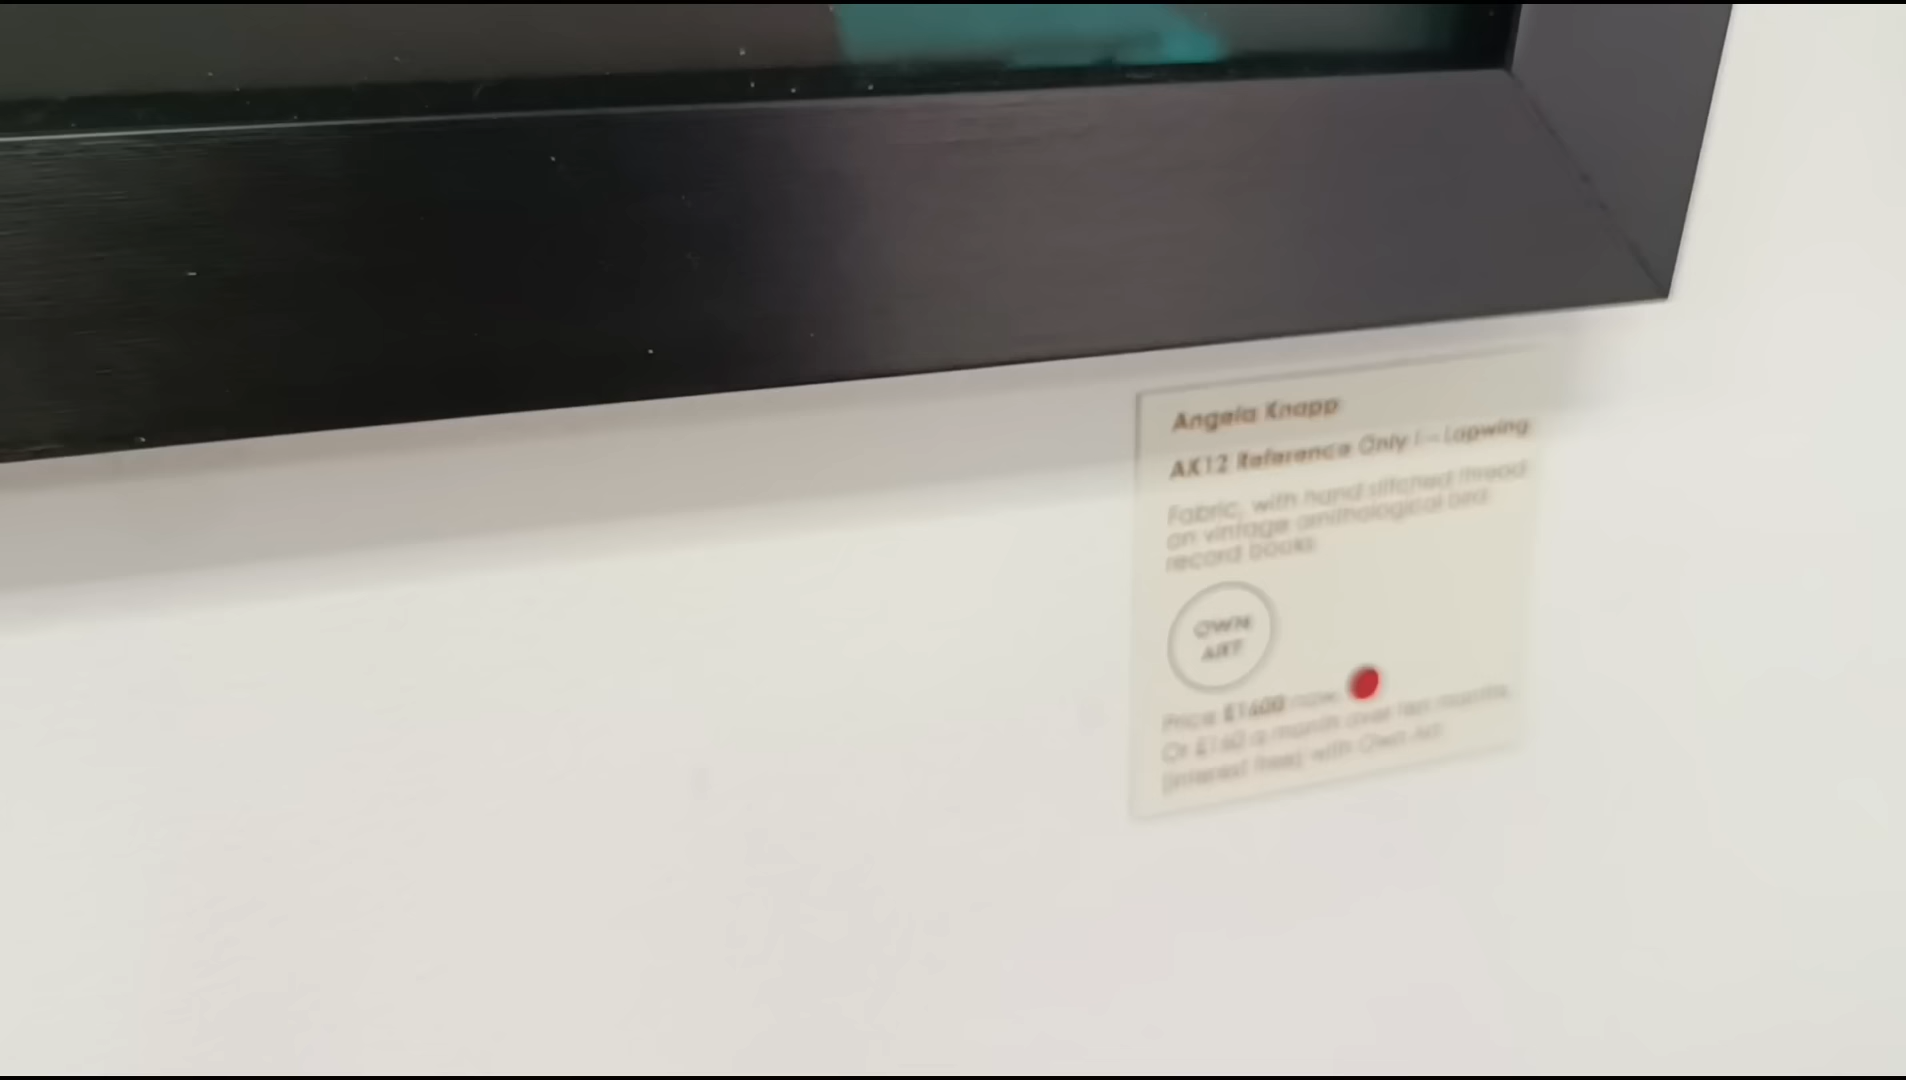 Angela Knapp
AK12 Reference Only I – Lapwing
Fabric, with hand stitched thread
on vintage ornithological bird
record books
OWN
ART
Price £1600 now
Or £160 a month over ten months
(interest free) with Own Art